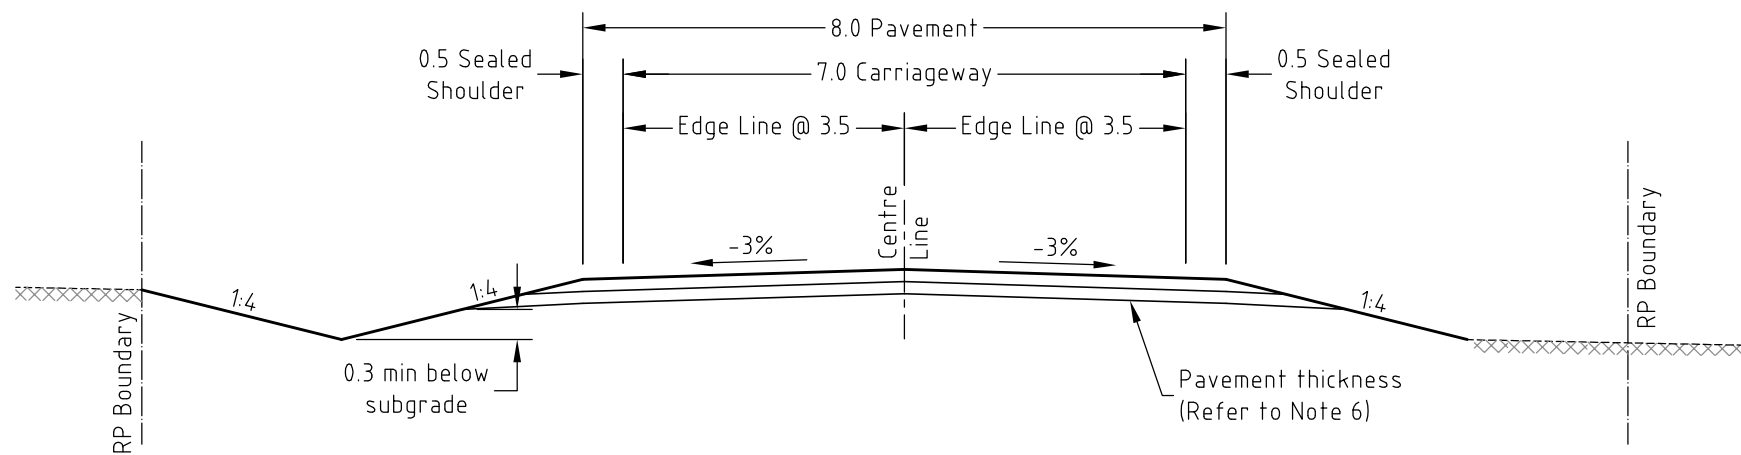 8.0 Pavement
0.5 Sealed
Shoulder
7.0 Carriageway
0.5 Sealed
Shoulder
Edge Line @ 3.5
Edge Line @ 3.5
Centre
Line
-3%
-3%
RP Boundary
1:4
1:4
1:4
RP Boundary
0.3 min below
subgrade
Pavement thickness
(Refer to Note 6)